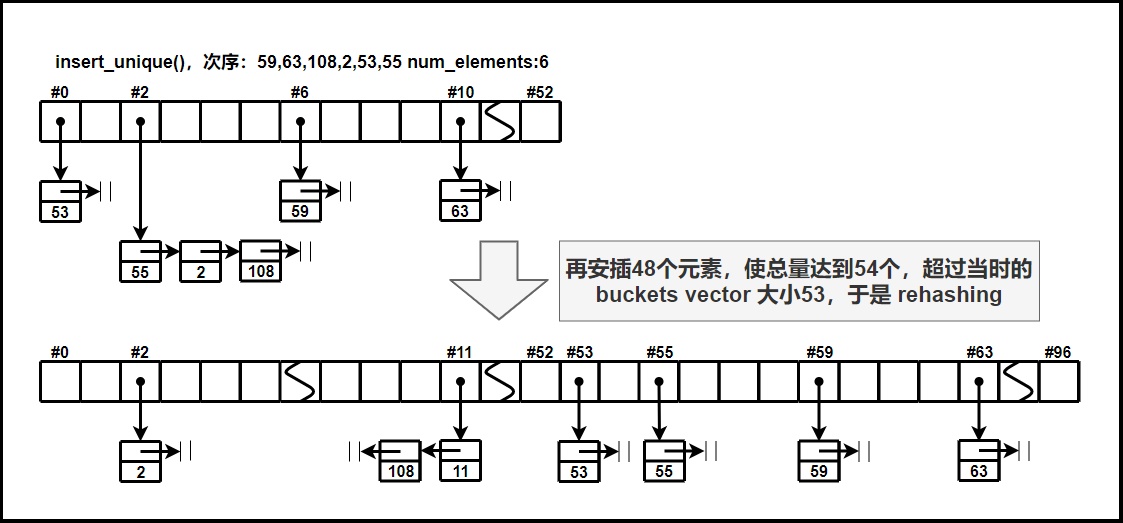 insert_unique()，次序：59,63,108,2,53,55 num_elements:6
#0 #2 #6 #10 #52
53 59 63
55 2 108
再安插48个元素，使总量达到54个，超过当时的
buckets vector 大小53，于是 rehashing
#0 #2 #11 #52 #53 #55 #59 #63 #96
2 108 11 53 55 59 63